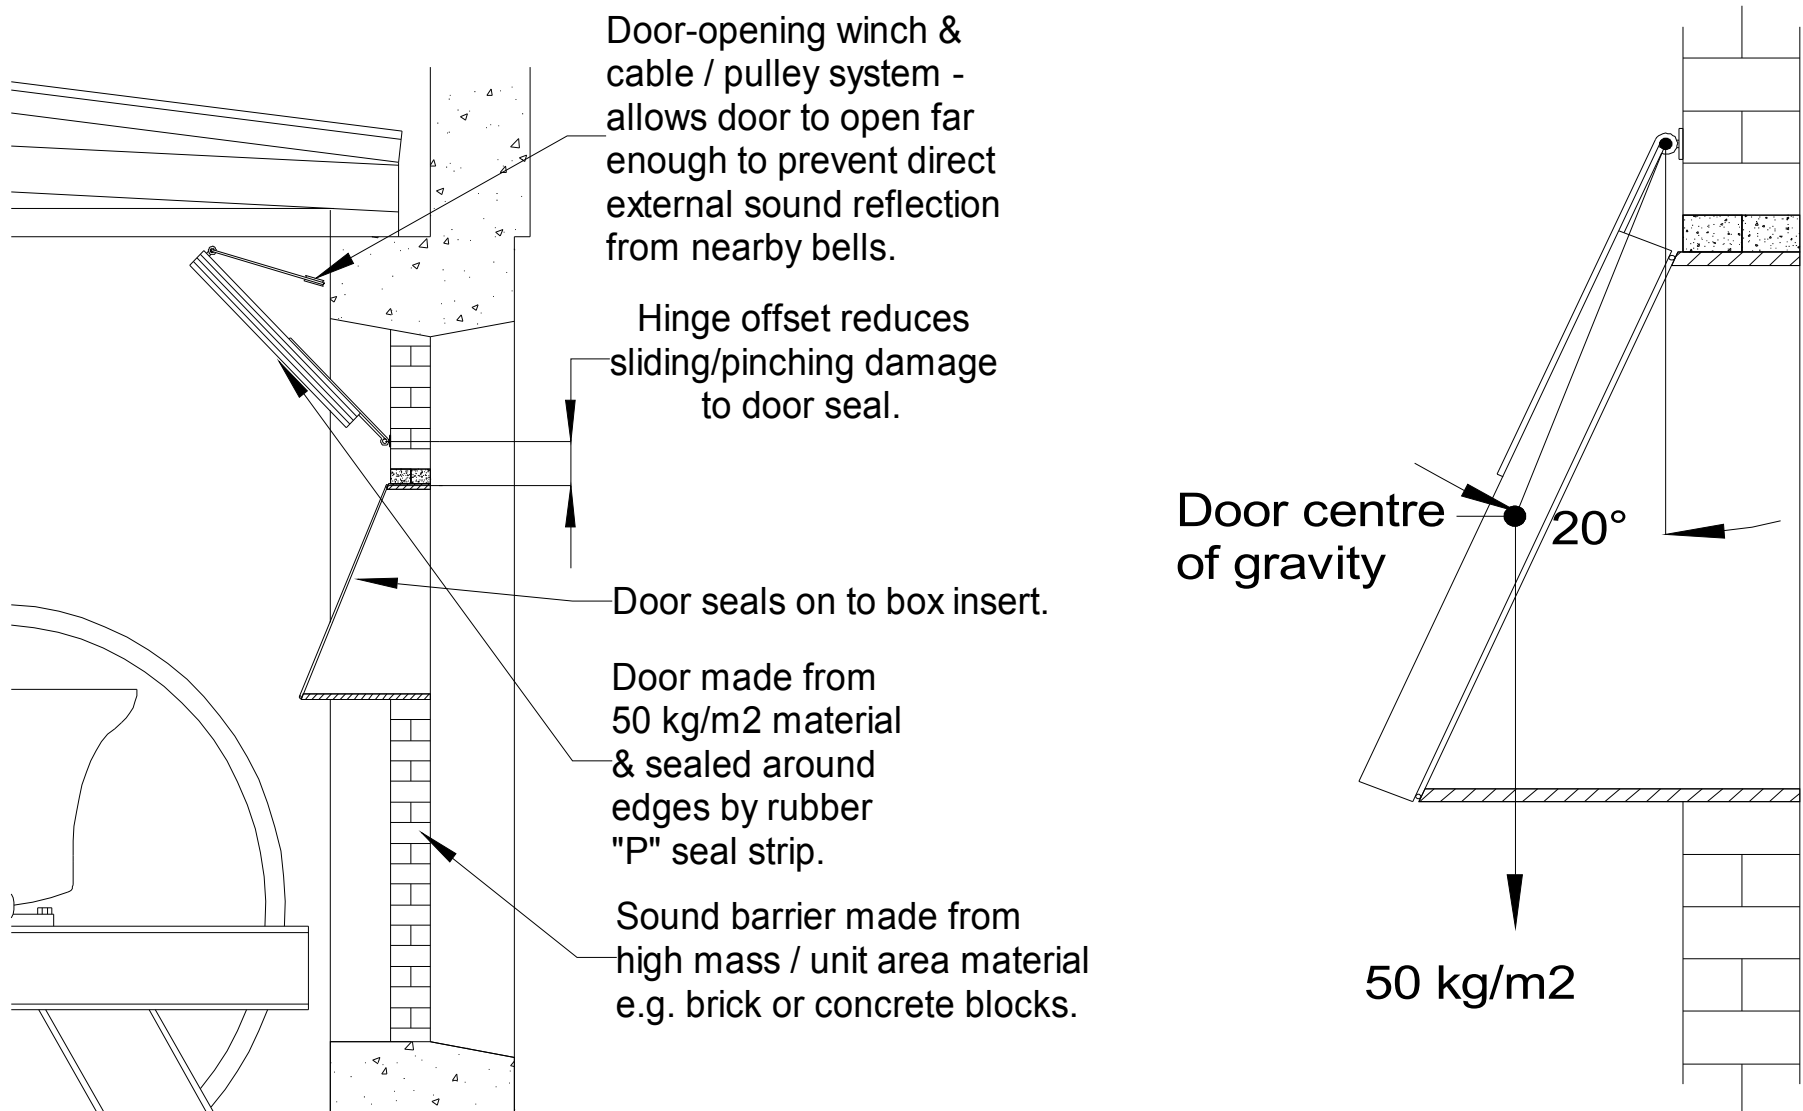 Door-opening winch &
cable / pulley system -
allows door to open far
enough to prevent direct
external sound reflection
from nearby bells.
Hinge offset reduces
sliding/pinching damage
to door seal.
Door seals on to box insert.
Door made from
50 kg/m2 material
& sealed around
edges by rubber
"P" seal strip.
Sound barrier made from
high mass / unit area material
e.g. brick or concrete blocks.
Door centre
of gravity
20°
50 kg/m2